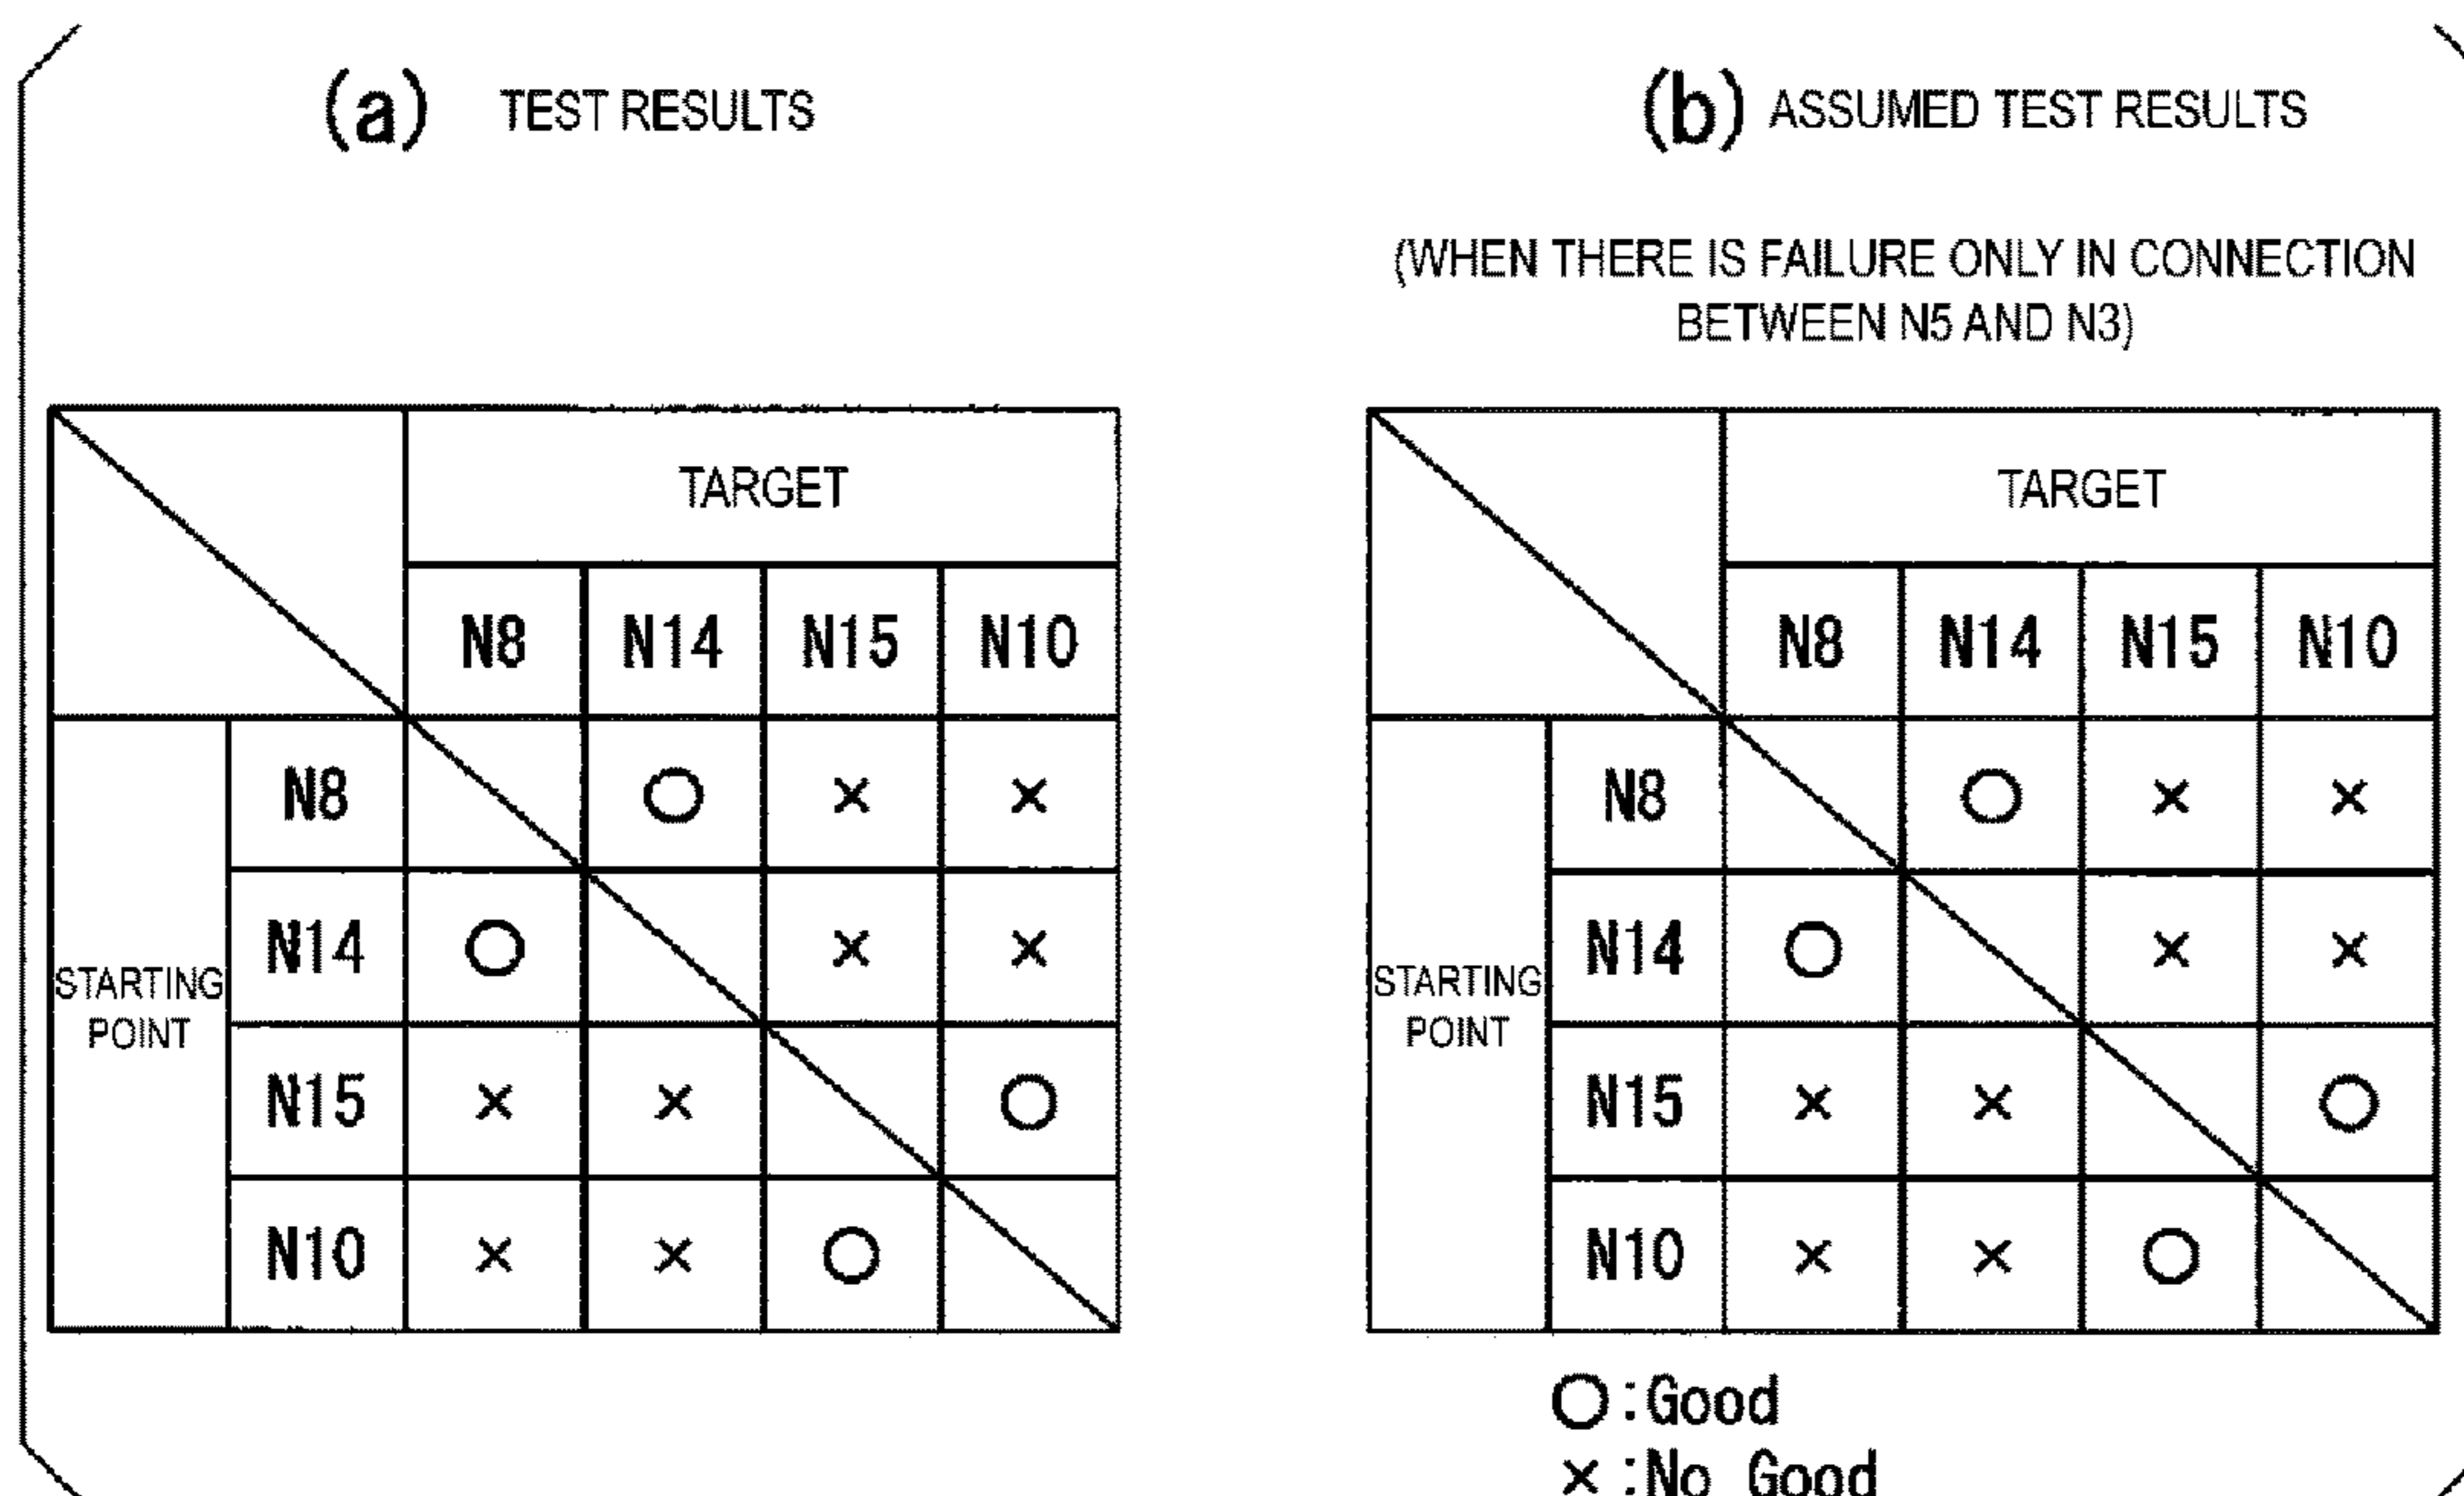 (a) TEST RESULTS
TARGET
N8 N14 N15 N10
STARTING
POINT
N8 ○ × ×
N14 ○ × ×
N15 × × ○
N10 × × ○
(b) ASSUMED TEST RESULTS
(WHEN THERE IS FAILURE ONLY IN CONNECTION
BETWEEN N5 AND N3)
TARGET
N8 N14 N15 N10
STARTING
POINT
N8 ○ × ×
N14 ○ × ×
N15 × × ○
N10 × × ○
○:Good
×:No Good